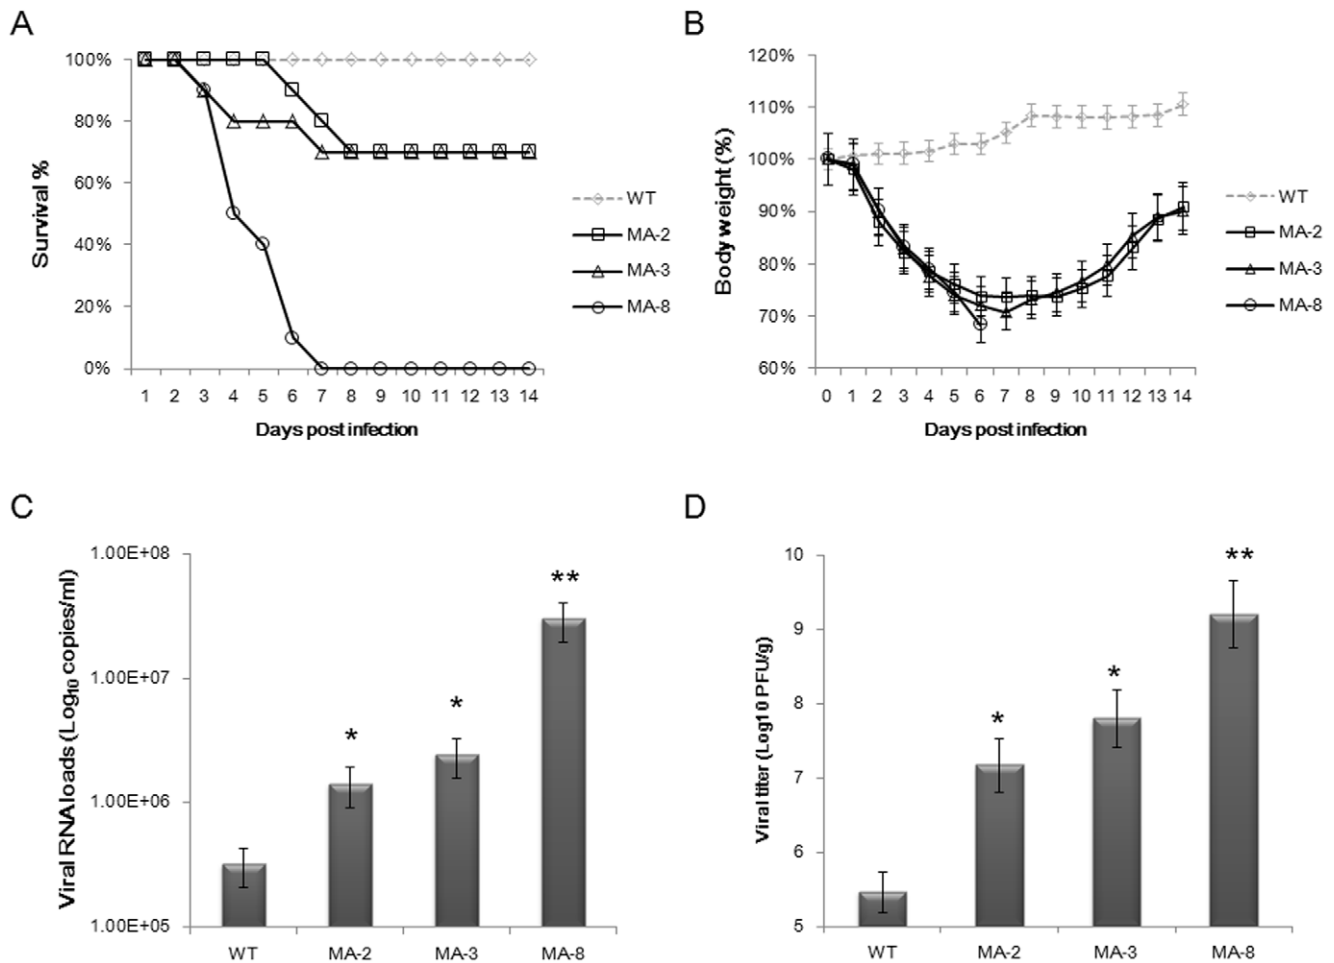 A
100%
80%
60%
40%
20%
0%
Survival %
1 2 3 4 5 6 7 8 9 10 11 12 13 14
Days post infection
WT
MA-2
MA-3
MA-8
B
120%
110%
100%
90%
80%
70%
60%
Body weight (%)
0 1 2 3 4 5 6 7 8 9 10 11 12 13 14
Days post infection
WT
MA-2
MA-3
MA-8
C
1.00E+08
1.00E+07
1.00E+06
1.00E+05
Viral RNAloads (Log10 copies/ml)
*
*
**
WT MA-2 MA-3 MA-8
D
10
9
8
7
6
5
Viral titer (Log10 PFU/g)
*
*
**
WT MA-2 MA-3 MA-8